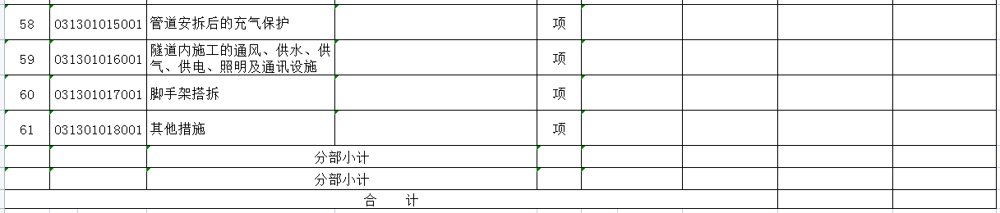 58 031301015001 管道安拆后的充气保护 项
59 031301016001 隧道内施工的通风、供水、供
气、供电、照明及通讯设施 项
60 031301017001 脚手架搭拆 项
61 031301018001 其他措施 项
分部小计
分部小计
合 计